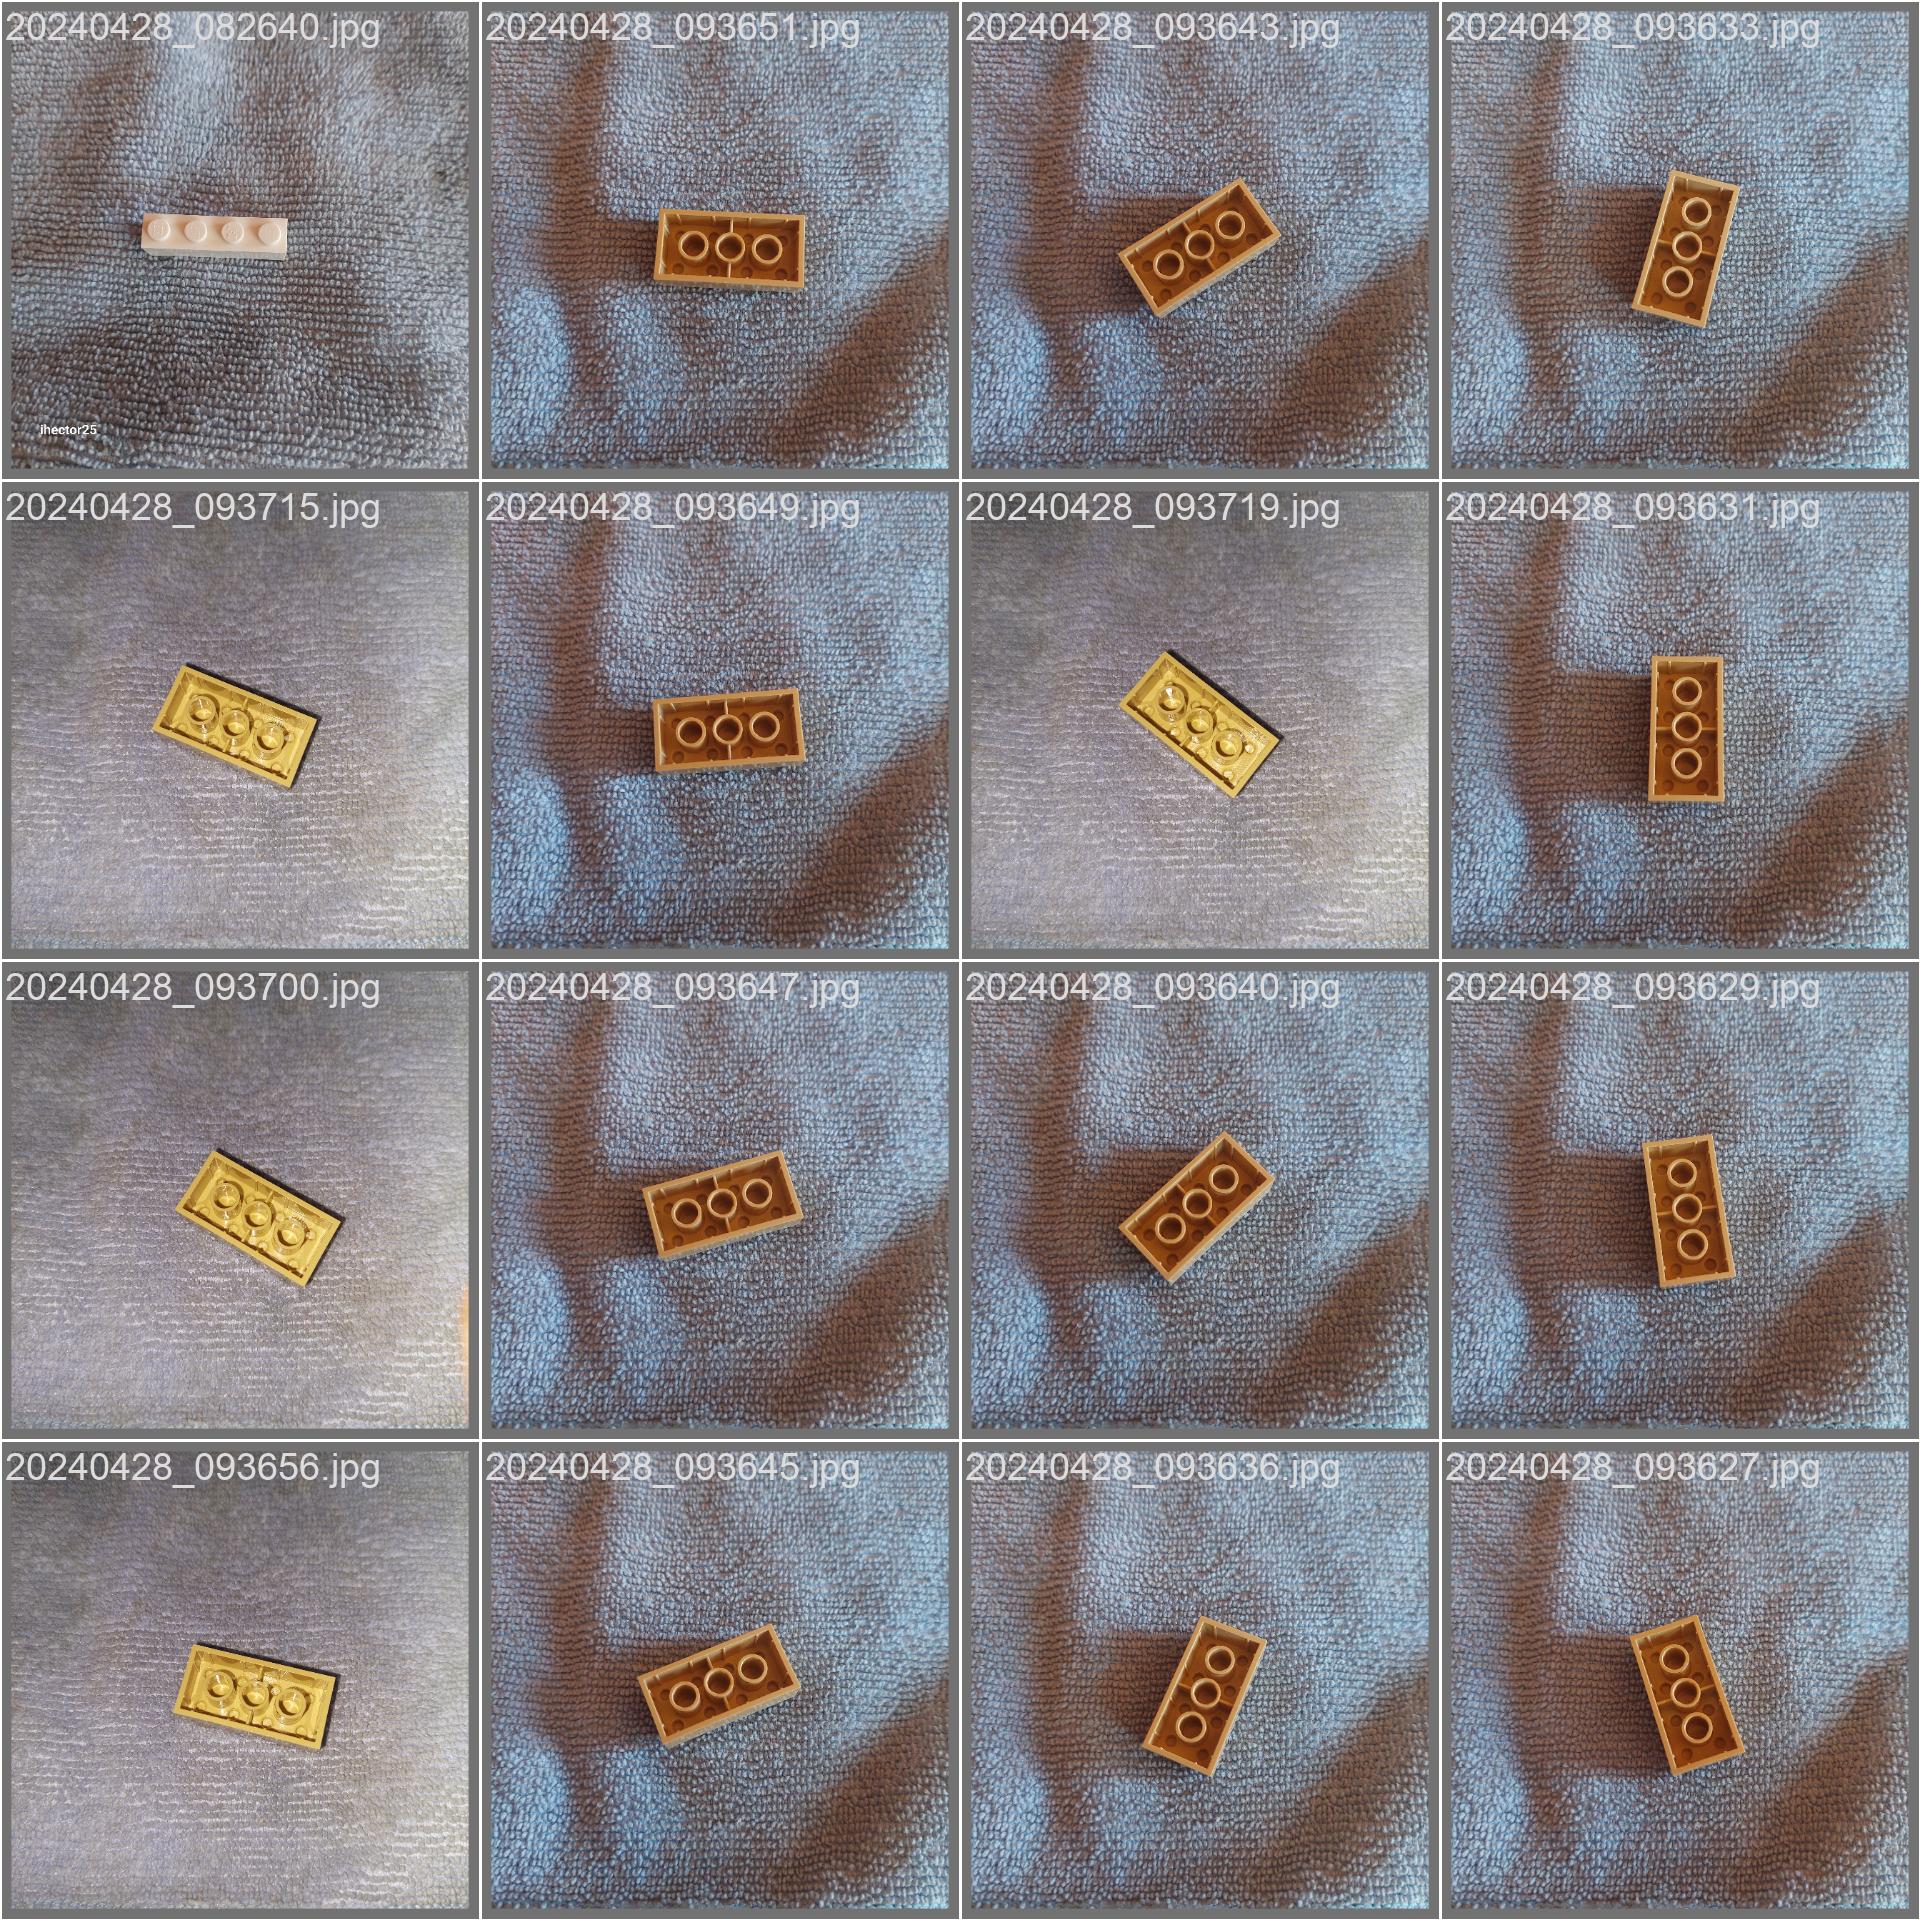 20240428_082640.jpg
20240428_093651.jpg
20240428_093643.jpg
20240428_093633.jpg
ihector25
20240428_093715.jpg
20240428_093649.jpg
20240428_093719.jpg
20240428_093631.jpg
20240428_093700.jpg
20240428_093647.jpg
20240428_093640.jpg
20240428_093629.jpg
20240428_093656.jpg
20240428_093645.jpg
20240428_093636.jpg
20240428_093627.jpg